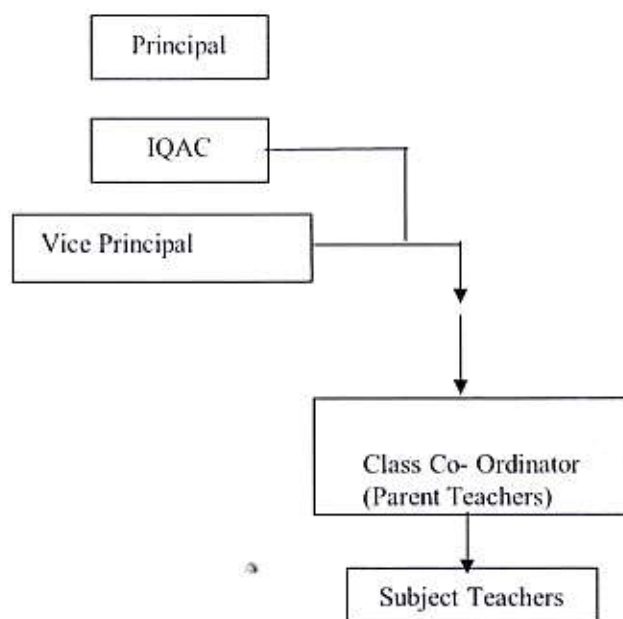 Principal
IQAC
Vice Principal
Class Co- Ordinator
(Parent Teachers)
Subject Teachers